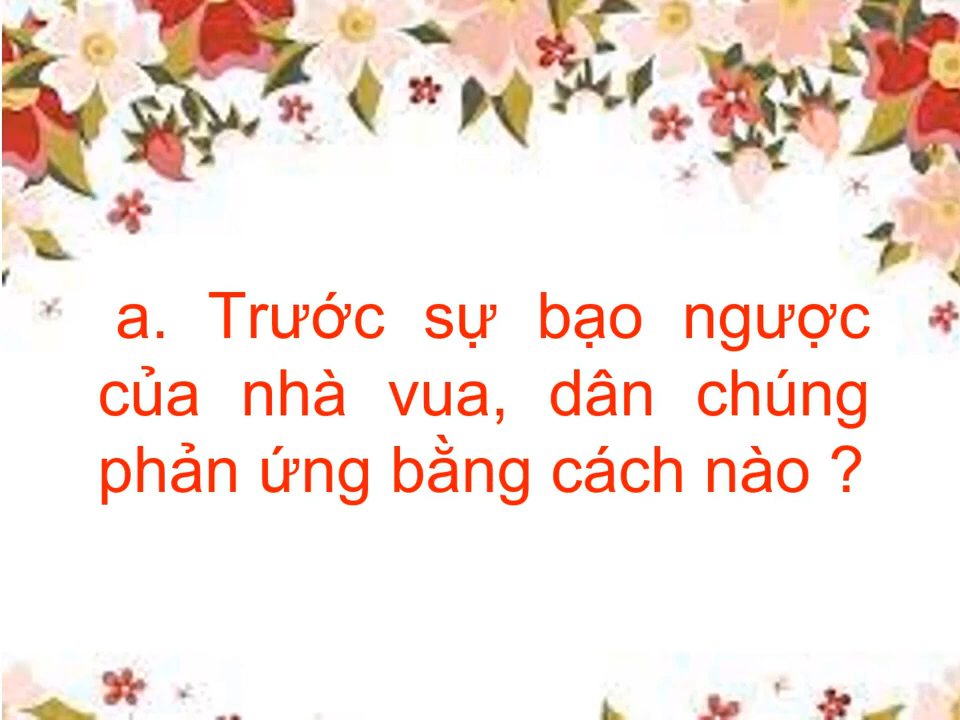 a. Trước sự bạo ngược
của nhà vua, dân chúng
phản ứng bằng cách nào ?